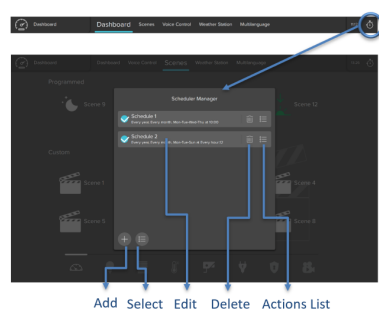 Dashboard Dashboard Scenes Voice Control Weather Station Multilanguage
Dashboard Dashboard Voice Control Scenes Weather Station Multilanguage
Programmed
Scene 12
Scheduler Manager
Schedule 1
Schedule 2
Custom
Scene 1 Scene 4
Scene 5 Scene 8
Add Select Edit Delete Actions List